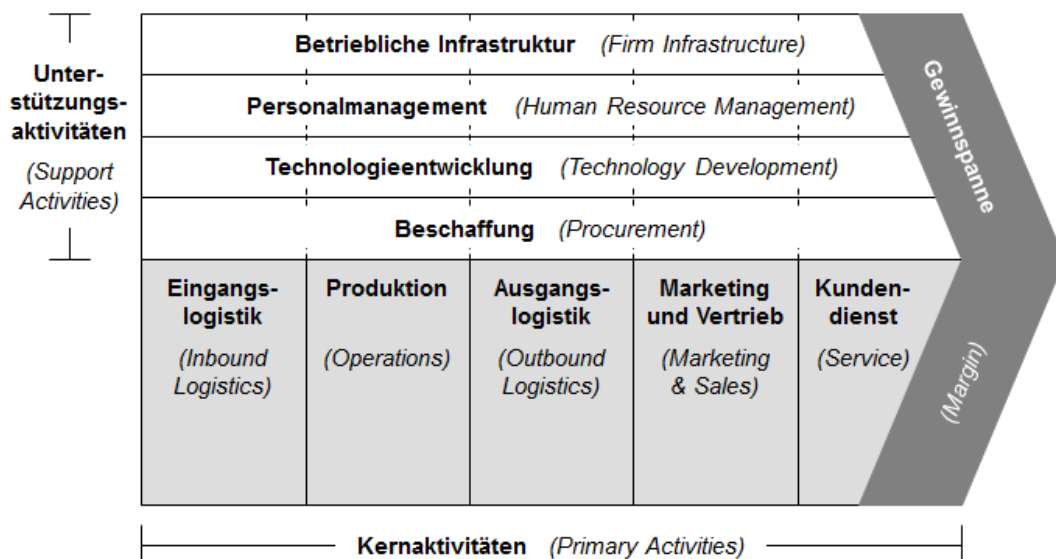 Betriebliche Infrastruktur (Firm Infrastructure)
Unter-
stützungs-
aktivitäten
(Support
Activities)
Personalmanagement (Human Resource Management)
Technologieentwicklung (Technology Development)
Beschaffung (Procurement)
Gewinnspanne
(Margin)
Eingangs-
logistik
(Inbound
Logistics)
Produktion
(Operations)
Ausgangs-
logistik
(Outbound
Logistics)
Marketing
und Vertrieb
(Marketing
& Sales)
Kunden-
dienst
(Service)
Kernaktivitäten (Primary Activities)